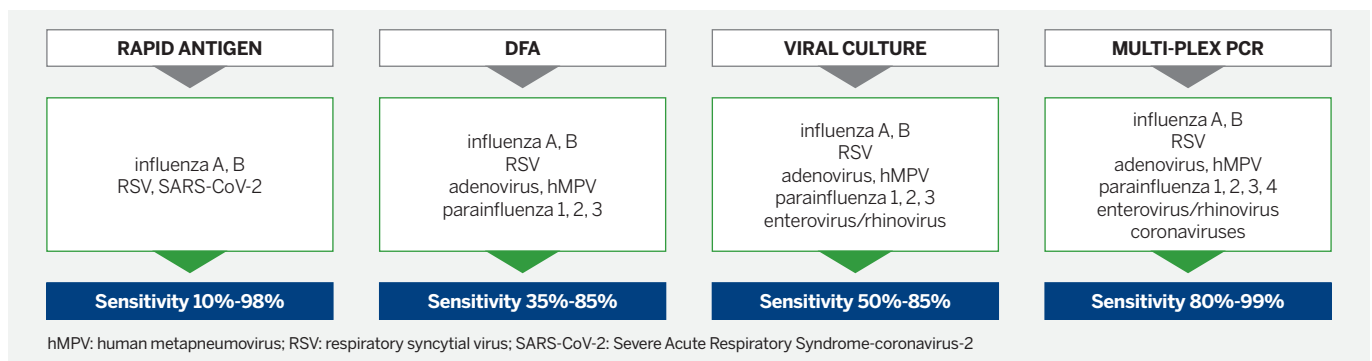 RAPID ANTIGEN
influenza A, B
RSV, SARS-CoV-2
Sensitivity 10%-98%
DFA
influenza A, B
RSV
adenovirus, hMPV
parainfluenza 1, 2, 3
Sensitivity 35%-85%
VIRAL CULTURE
influenza A, B
RSV
adenovirus, hMPV
parainfluenza 1, 2, 3
enterovirus/rhinovirus
Sensitivity 50%-85%
MULTI-PLEX PCR
influenza A, B
RSV
adenovirus, hMPV
parainfluenza 1, 2, 3, 4
enterovirus/rhinovirus
coronaviruses
Sensitivity 80%-99%
hMPV: human metapneumovirus; RSV: respiratory syncytial virus; SARS-CoV-2: Severe Acute Respiratory Syndrome-coronavirus-2